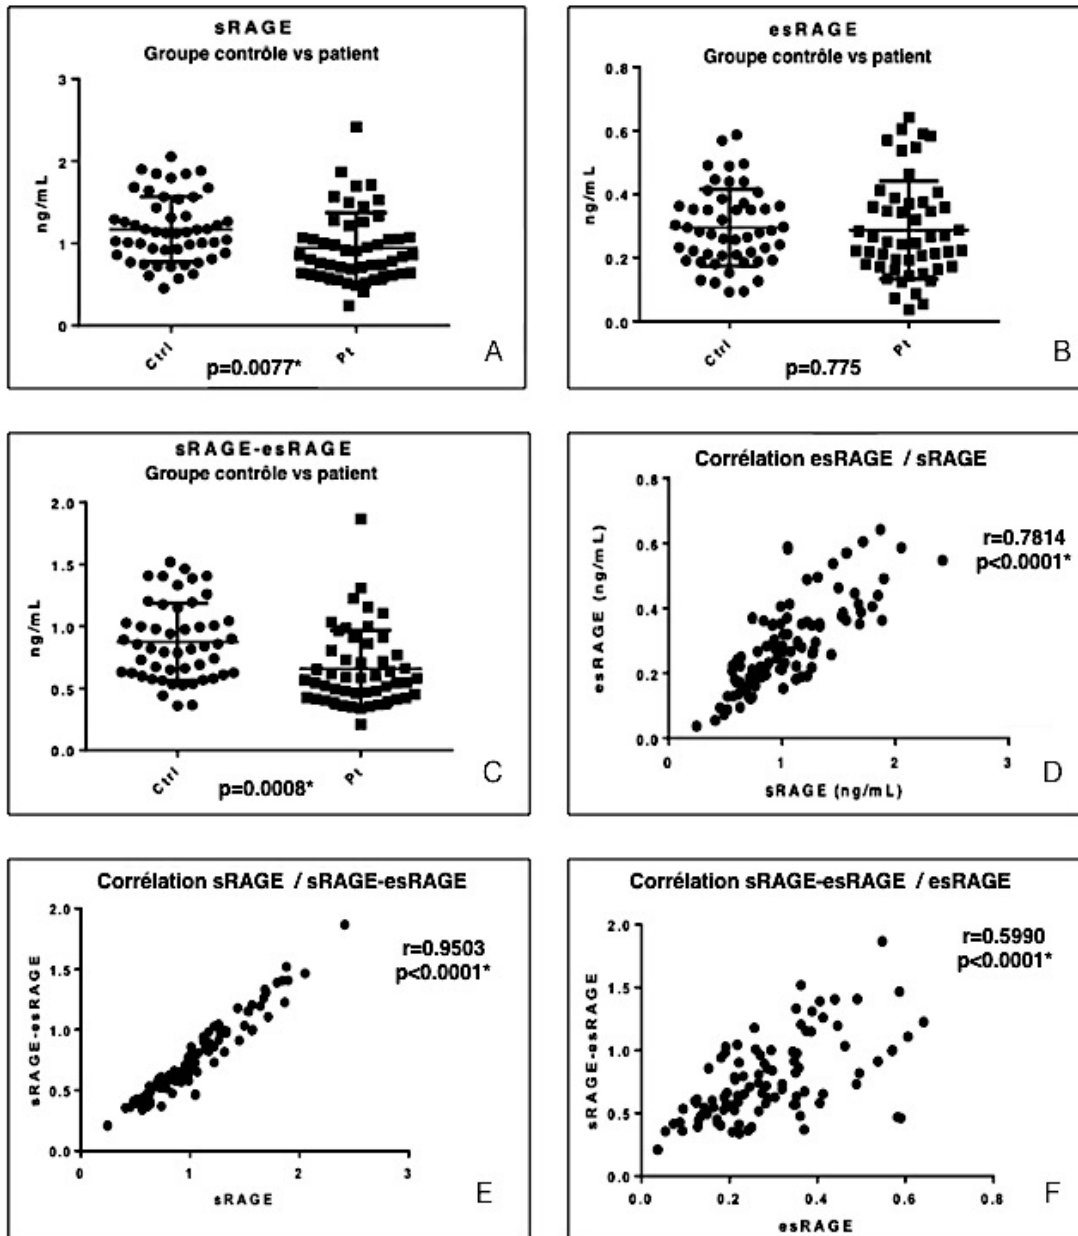 sRAGE
Groupe contrôle vs patient
3
2
1
0
ng/mL
Ctrl
Pt
p=0.0077*
A
esRAGE
Groupe contrôle vs patient
0.8
0.6
0.4
0.2
0.0
ng/mL
Ctrl
Pt
p=0.775
B
sRAGE-esRAGE
Groupe contrôle vs patient
2.0
1.5
1.0
0.5
0.0
ng/mL
Ctrl
Pt
p=0.0008*
C
Corrélation esRAGE / sRAGE
0.8
0.6
0.4
0.2
0.0
esRAGE (ng/mL)
r=0.7814
p<0.0001*
0 1 2 3
sRAGE (ng/mL)
D
Corrélation sRAGE / sRAGE-esRAGE
2.0
1.5
1.0
0.5
0.0
sRAGE-esRAGE
r=0.9503
p<0.0001*
0 1 2 3
sRAGE
E
Corrélation sRAGE-esRAGE / esRAGE
2.0
1.5
1.0
0.5
0.0
sRAGE-esRAGE
r=0.5990
p<0.0001*
0.0 0.2 0.4 0.6 0.8
esRAGE
F